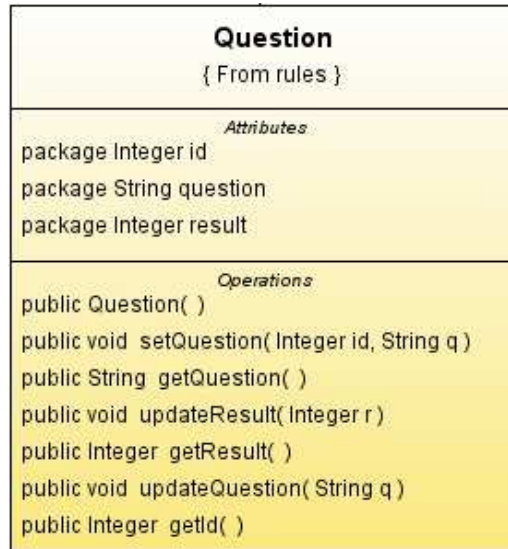 Question
{ From rules }
Attributes
package Integer id
package String question
package Integer result
Operations
public Question( )
public void setQuestion( Integer id, String q )
public String getQuestion( )
public void updateResult( Integer r )
public Integer getResult( )
public void updateQuestion( String q )
public Integer getId( )